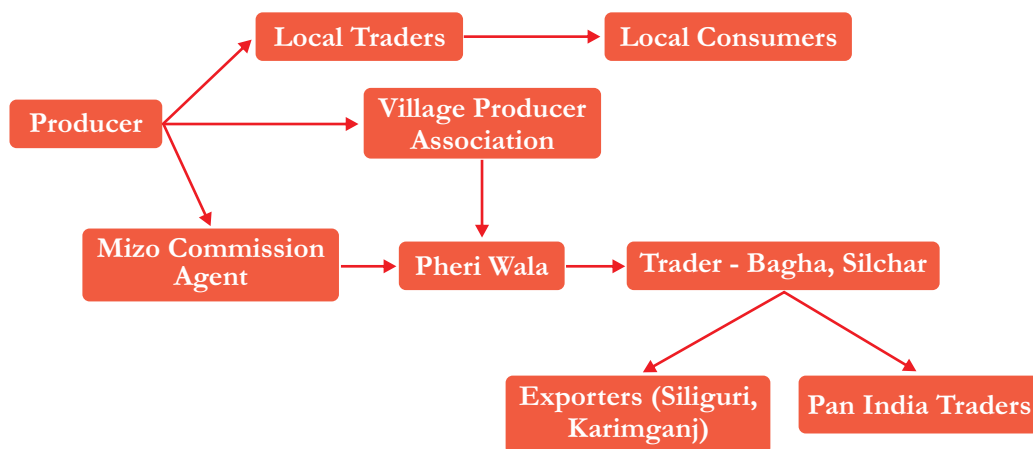 Local Traders
Local Consumers
Producer
Village Producer
Association
Mizo Commission
Agent
Pheri Wala
Trader - Bagha, Silchar
Exporters (Siliguri,
Karimganj)
Pan India Traders